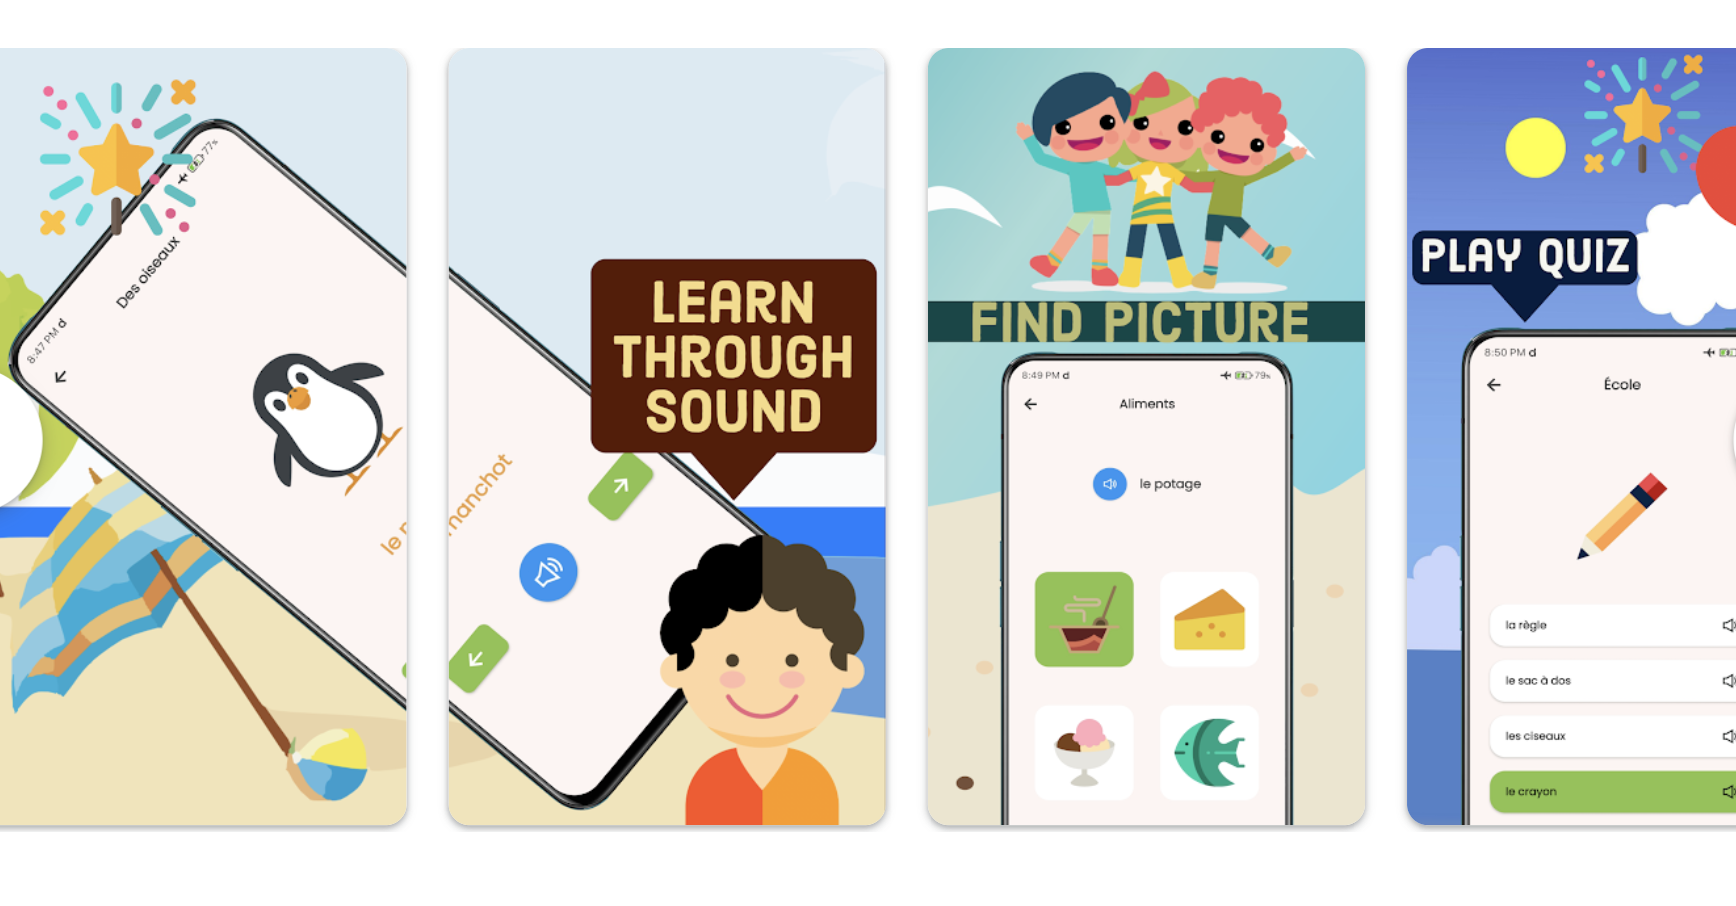 8:47 PM d
77%
Des oiseaux
le
manchot
LEARN
THROUGH
SOUND
FIND PICTURE
8:49 PM d
79%
Aliments
le potage
PLAY QUIZ
8:50 PM d
École
la règle
le sac à dos
les ciseaux
le crayon